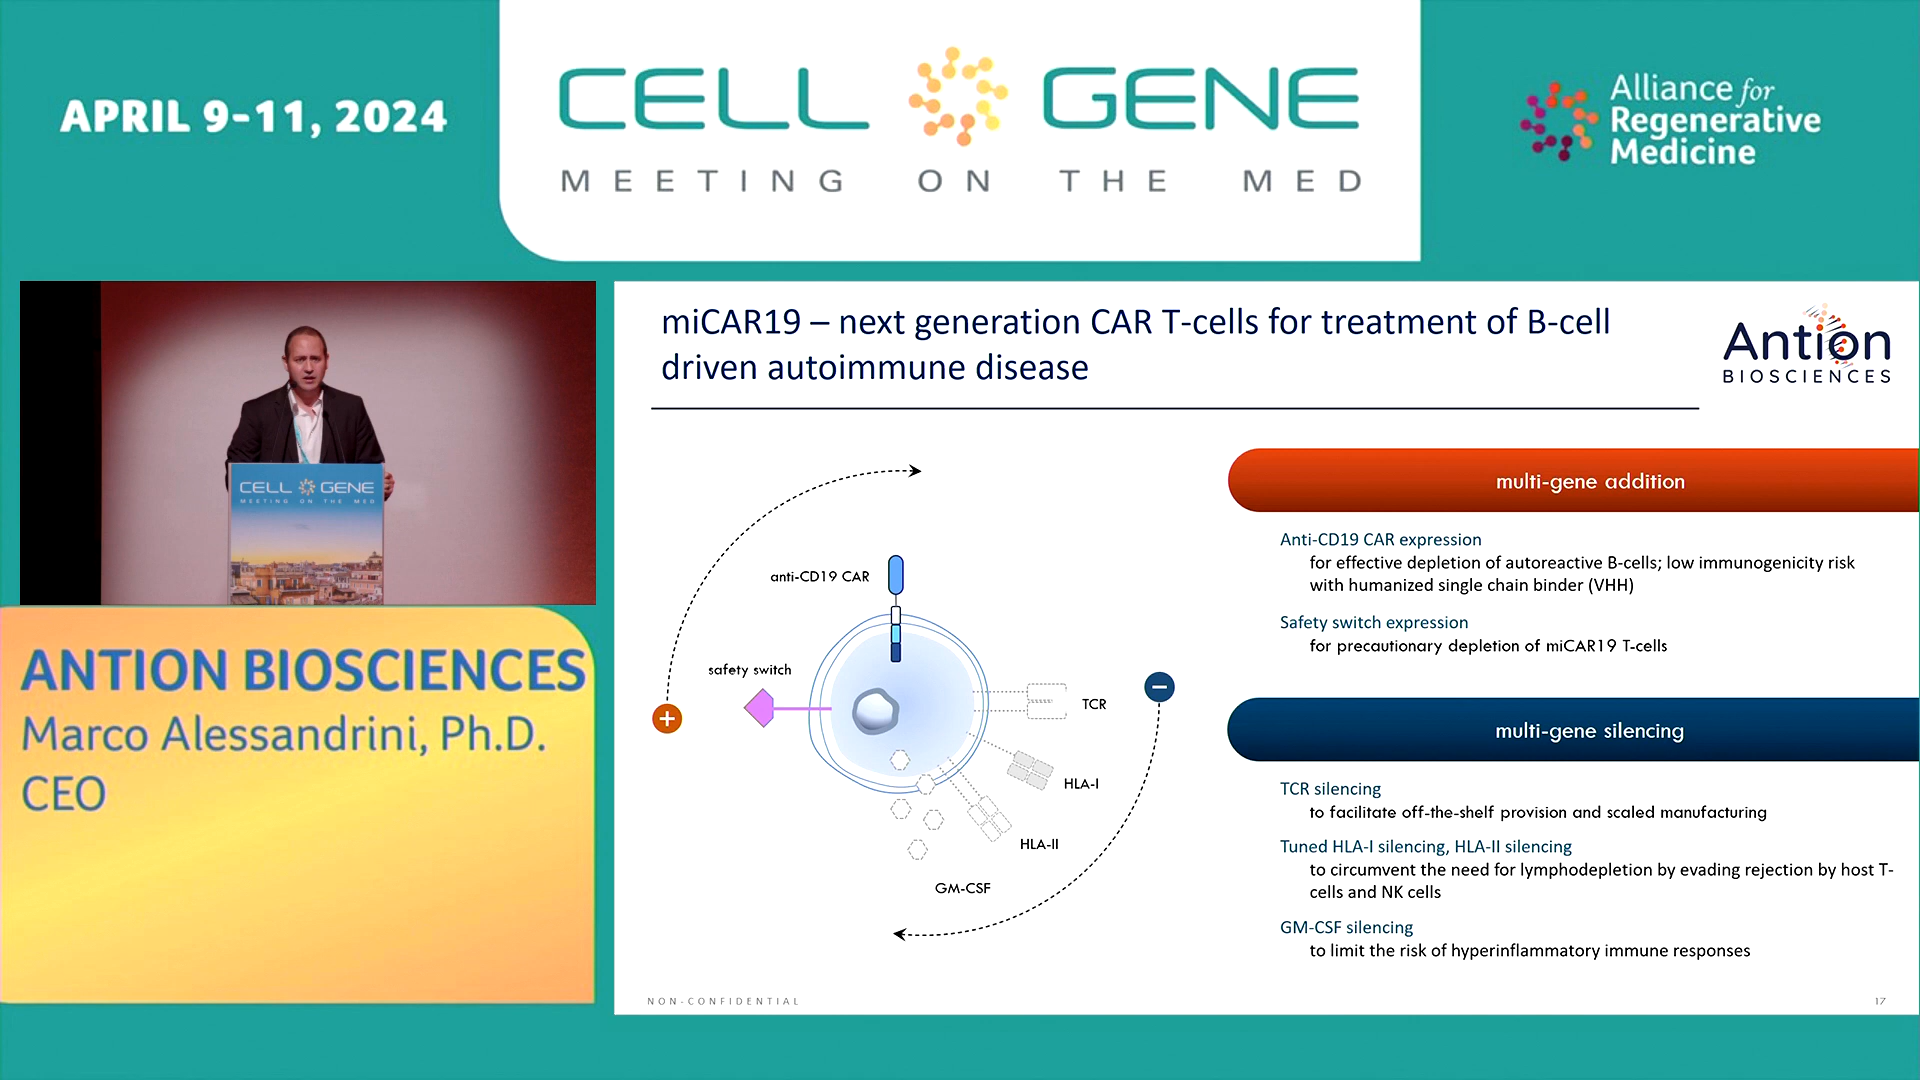 APRIL 9-11, 2024
CELL GENE
MEETING ON THE MED
Alliance for
Regenerative
Medicine
CELL GENE
MEETING ON THE MED
ANTION BIOSCIENCES
Marco Alessandrini, Ph.D.
CEO
miCAR19 – next generation CAR T-cells for treatment of B-cell
driven autoimmune disease
Antion
BIOSCIENCES
anti-CD19 CAR
safety switch
+
−
TCR
HLA-I
HLA-II
GM-CSF
multi-gene addition
Anti-CD19 CAR expression
for effective depletion of autoreactive B-cells; low immunogenicity risk
with humanized single chain binder (VHH)
Safety switch expression
for precautionary depletion of miCAR19 T-cells
multi-gene silencing
TCR silencing
to facilitate off-the-shelf provision and scaled manufacturing
Tuned HLA-I silencing, HLA-II silencing
to circumvent the need for lymphodepletion by evading rejection by host T-
cells and NK cells
GM-CSF silencing
to limit the risk of hyperinflammatory immune responses
NON-CONFIDENTIAL
17